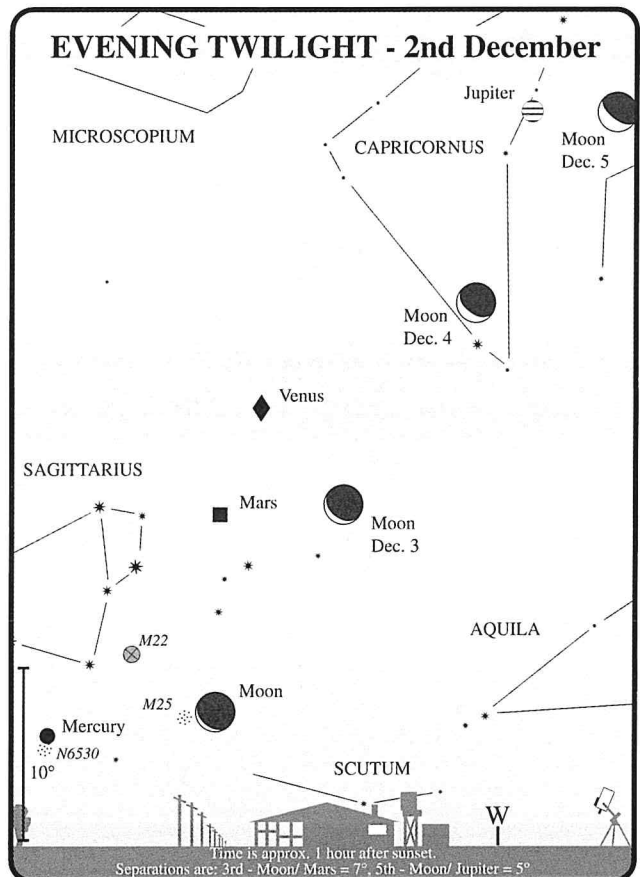 EVENING TWILIGHT - 2nd December
Jupiter
MICROSCOPIUM
CAPRICORNUS
Moon
Dec. 5
Moon
Dec. 4
Venus
SAGITTARIUS
Mars
Moon
Dec. 3
M22
AQUILA
M25
Moon
Mercury
N6530
10°
SCUTUM
W
Time is approx. 1 hour after sunset.
Separations are: 3rd - Moon/ Mars = 7°, 5th - Moon/ Jupiter = 5°